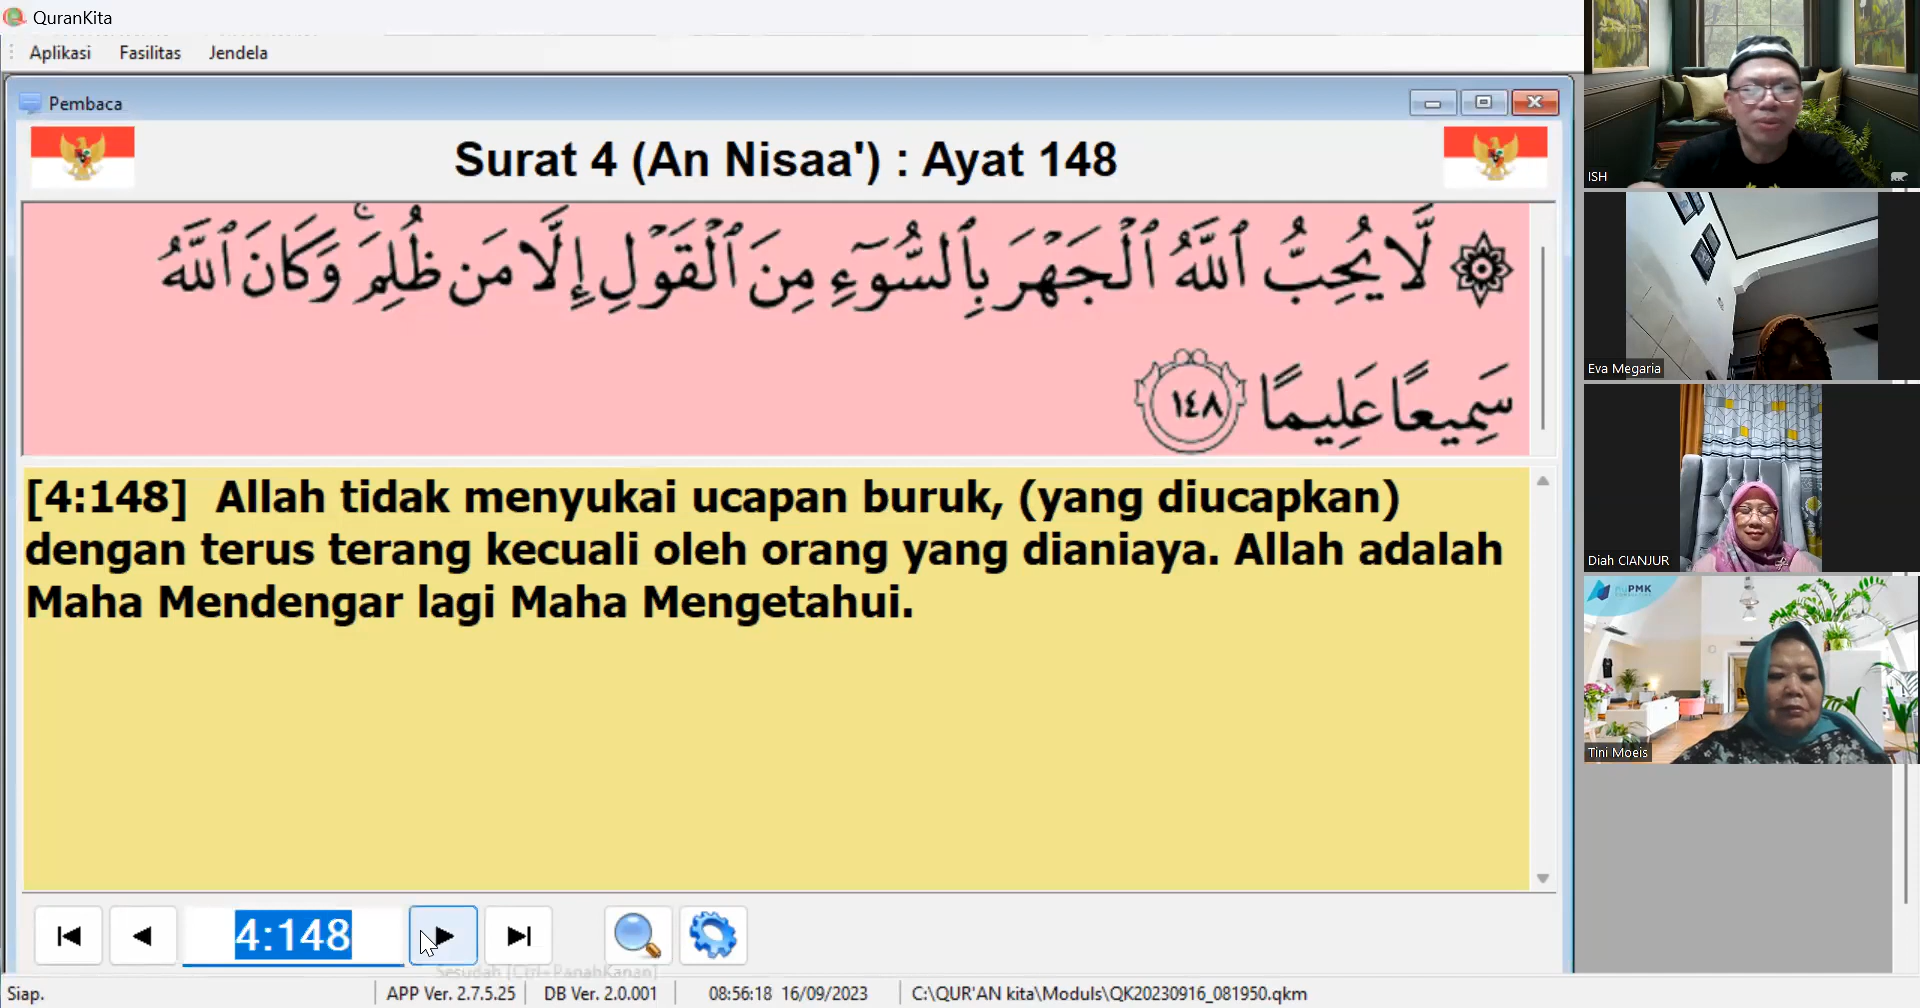 QuranKita
Aplikasi Fasilitas Jendela
Pembaca
Surat 4 (An Nisaa') : Ayat 148
۞ لَّا يُحِبُّ ٱللَّهُ ٱلْجَهْرَ بِٱلسُّوٓءِ مِنَ ٱلْقَوْلِ إِلَّا مَن ظُلِمَ ۚ وَكَانَ ٱللَّهُ
سَمِيعًا عَلِيمًا ١٤٨
[4:148] Allah tidak menyukai ucapan buruk, (yang diucapkan)
dengan terus terang kecuali oleh orang yang dianiaya. Allah adalah
Maha Mendengar lagi Maha Mengetahui.
4:148
Sesudah [Ctrl+PanahKanan]
Siap. APP Ver. 2.7.5.25 DB Ver. 2.0.001 08:56:18 16/09/2023 C:\QUR'AN kita\Moduls\QK20230916_081950.qkm
ISH
Eva Megaria
Diah CIANJUR
PMK
Tini Moeis